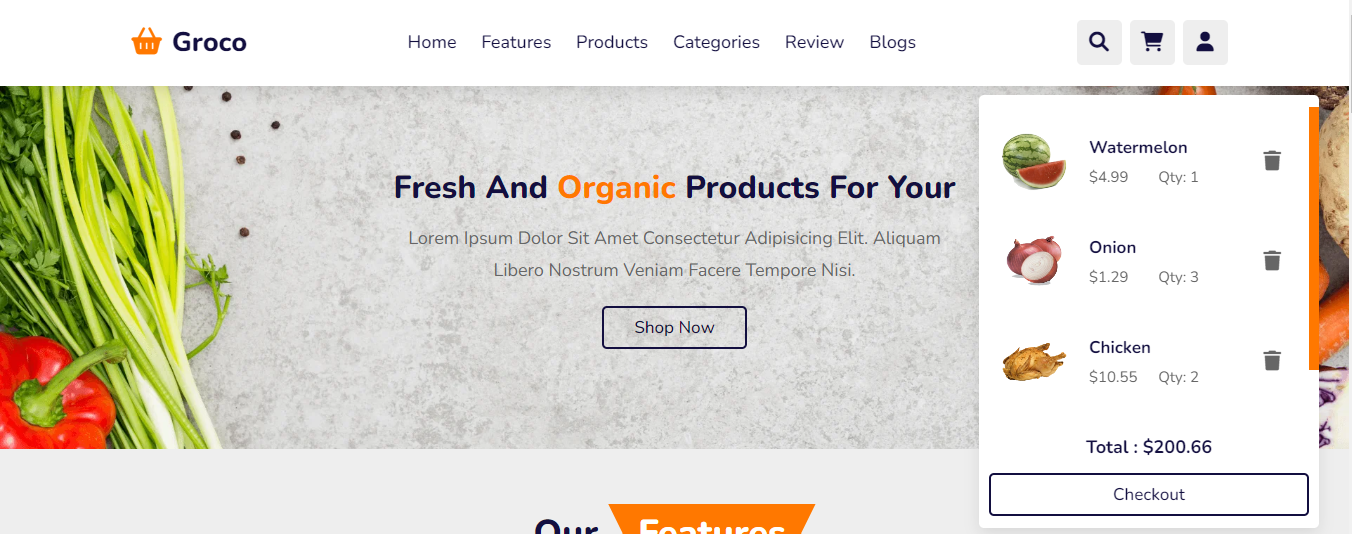 Groco
Home Features Products Categories Review Blogs
Fresh And Organic Products For Your
Lorem Ipsum Dolor Sit Amet Consectetur Adipisicing Elit. Aliquam
Libero Nostrum Veniam Facere Tempore Nisi.
Shop Now
Watermelon
$4.99 Qty: 1
Onion
$1.29 Qty: 3
Chicken
$10.55 Qty: 2
Total : $200.66
Checkout
Our Features